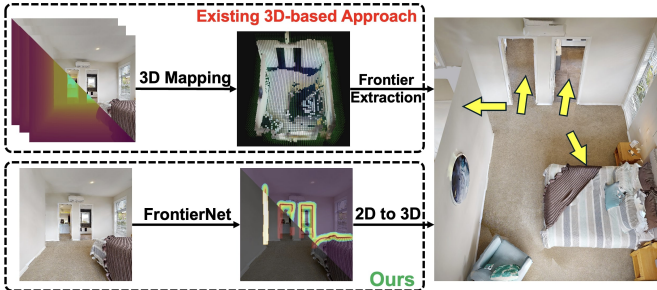 Existing 3D-based Approach
3D Mapping
Frontier
Extraction
FrontierNet
2D to 3D
Ours